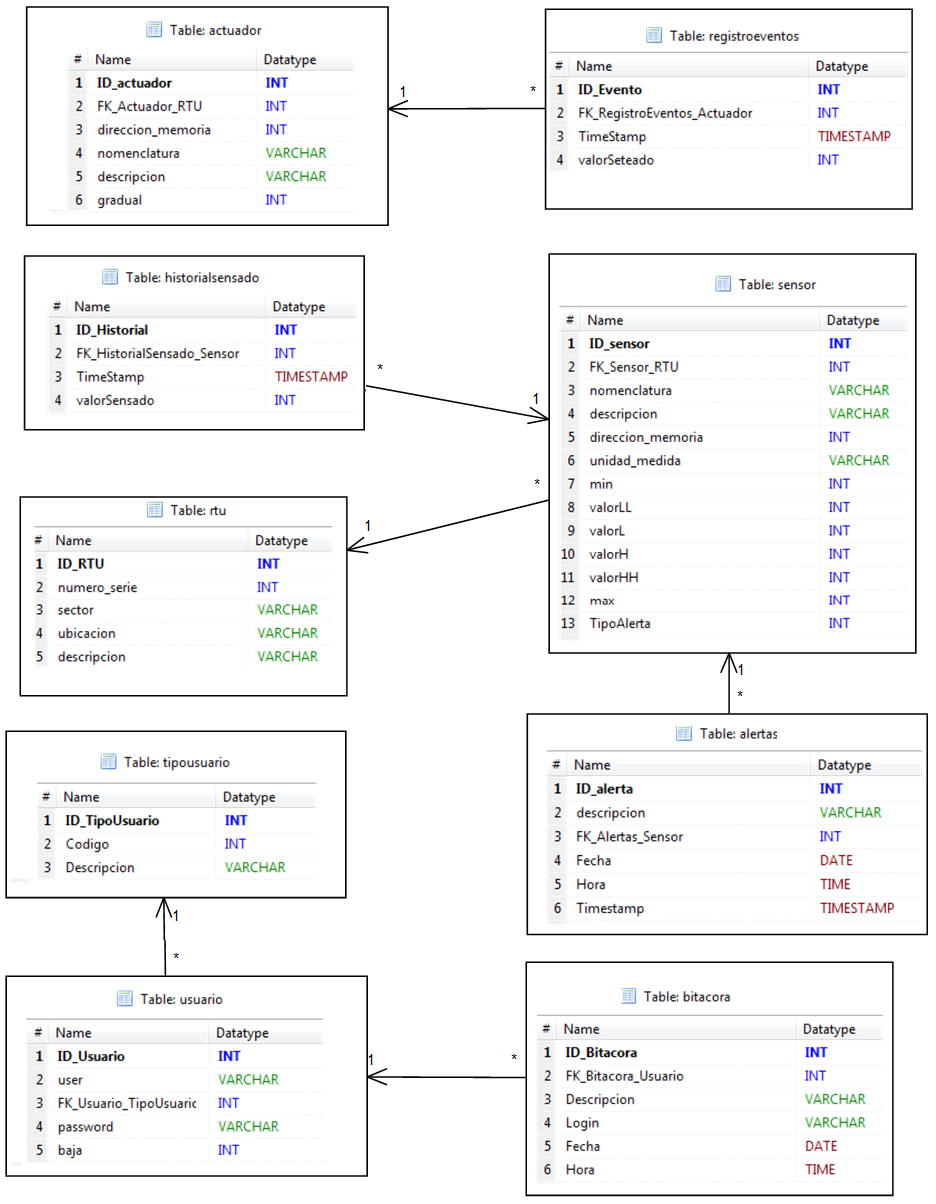 Table: actuador
# Name Datatype
1 ID_actuador INT
2 FK_Actuador_RTU INT
3 direccion_memoria INT
4 nomenclatura VARCHAR
5 descripcion VARCHAR
6 gradual INT
1 *
Table: registroeventos
# Name Datatype
1 ID_Evento INT
2 FK_RegistroEventos_Actuador INT
3 TimeStamp TIMESTAMP
4 valorSeteado INT
Table: historialsensado
# Name Datatype
1 ID_Historial INT
2 FK_HistorialSensado_Sensor INT
3 TimeStamp TIMESTAMP
4 valorSensado INT
*
1
Table: sensor
# Name Datatype
1 ID_sensor INT
2 FK_Sensor_RTU INT
3 nomenclatura VARCHAR
4 descripcion VARCHAR
5 direccion_memoria INT
6 unidad_medida VARCHAR
7 min INT
8 valorLL INT
9 valorL INT
10 valorH INT
11 valorHH INT
12 max INT
13 TipoAlerta INT
*
1
Table: rtu
# Name Datatype
1 ID_RTU INT
2 numero_serie INT
3 sector VARCHAR
4 ubicacion VARCHAR
5 descripcion VARCHAR
1
*
Table: alertas
# Name Datatype
1 ID_alerta INT
2 descripcion VARCHAR
3 FK_Alertas_Sensor INT
4 Fecha DATE
5 Hora TIME
6 Timestamp TIMESTAMP
Table: tipousuario
# Name Datatype
1 ID_TipoUsuario INT
2 Codigo INT
3 Descripcion VARCHAR
1
*
Table: usuario
# Name Datatype
1 ID_Usuario INT
2 user VARCHAR
3 FK_Usuario_TipoUsuaric INT
4 password VARCHAR
5 baja INT
1 *
Table: bitacora
# Name Datatype
1 ID_Bitacora INT
2 FK_Bitacora_Usuario INT
3 Descripcion VARCHAR
4 Login VARCHAR
5 Fecha DATE
6 Hora TIME